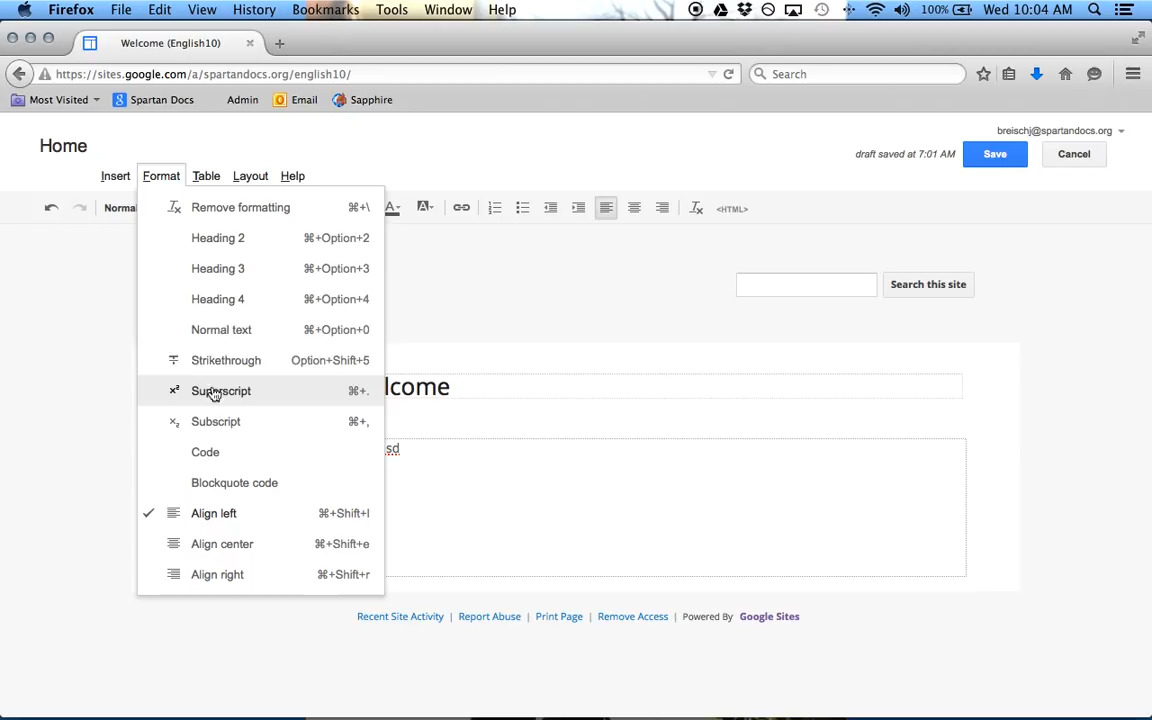 Firefox File Edit View History Bookmarks Tools Window Help 100% Wed 10:04 AM
Welcome (English10)
https://sites.google.com/a/spartandocs.org/english10/ Search
Most Visited Spartan Docs Admin Email Sapphire
breischj@spartandocs.org
Home draft saved at 7:01 AM Save Cancel
Insert Format Table Layout Help
Norma A A <HTML>
Remove formatting ⌘+\
Heading 2 ⌘+Option+2
Heading 3 ⌘+Option+3
Heading 4 ⌘+Option+4
Normal text ⌘+Option+0
Strikethrough Option+Shift+5
x² Superscript ⌘+.
x₂ Subscript ⌘+,
Code
Blockquote code
Align left ⌘+Shift+l
Align center ⌘+Shift+e
Align right ⌘+Shift+r
Search this site
lcome
sd
Recent Site Activity | Report Abuse | Print Page | Remove Access | Powered By Google Sites